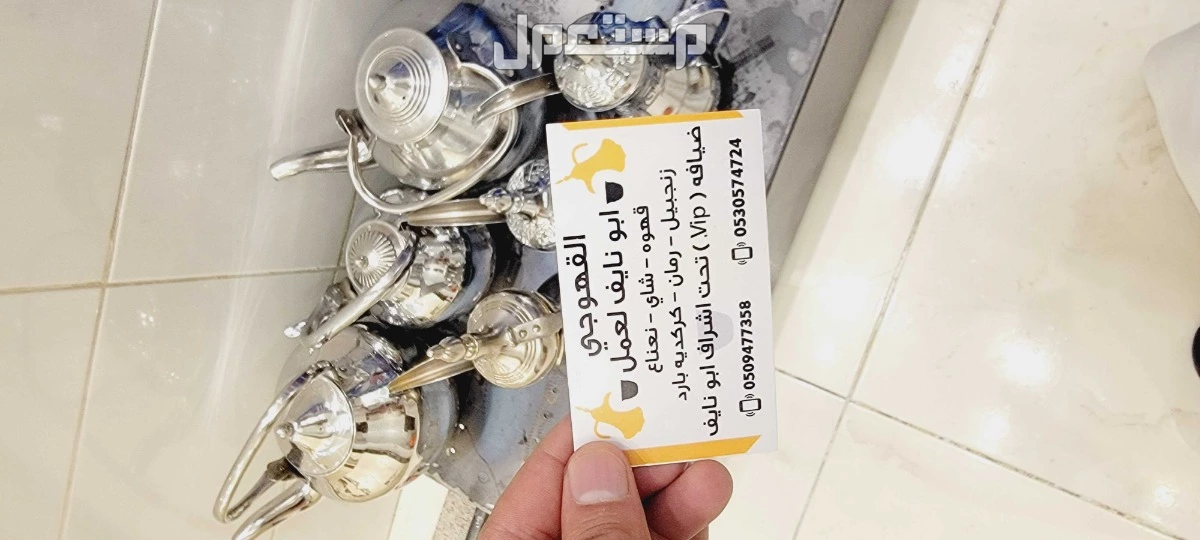 مستعمل
القهوجي
ابو نايف لعمل
قهوه - شاي - نعناع
زنجبيل - رمان - كركديه بارد
ضيافه ( Vip. ) تحت اشراف ابو نايف
0509477358
0530574724